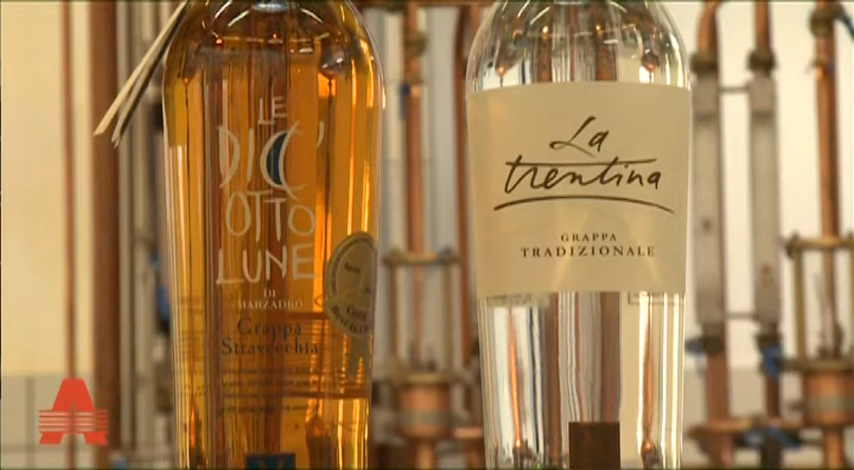 LE
DICI'
OTTO
LUNE
DI
MARZADRO
Grappa
Stravecchia
La
trentina
GRAPPA
TRADIZIONALE
A